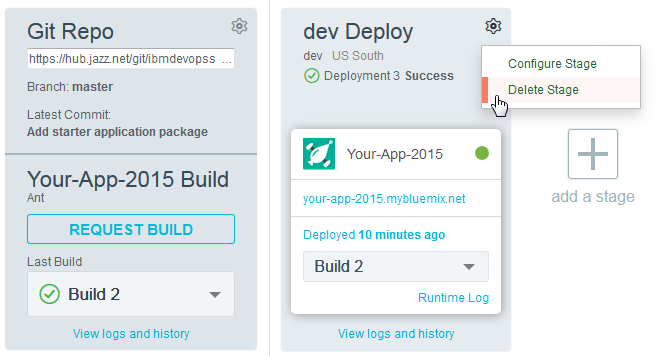 Git Repo
https://hub.jazz.net/git/ibmdevopss ...
Branch: master
Latest Commit:
Add starter application package
Your-App-2015 Build
Ant
REQUEST BUILD
Last Build
Build 2
View logs and history
dev Deploy
dev US South
Deployment 3 Success
Your-App-2015
your-app-2015.mybluemix.net
Deployed 10 minutes ago
Build 2
Runtime Log
View logs and history
Configure Stage
Delete Stage
add a stage